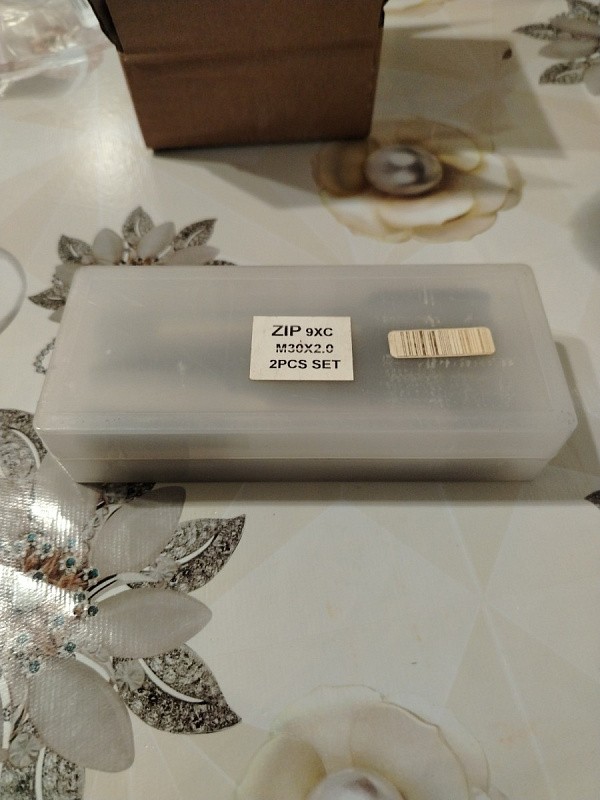 ZIP 9XC
M30X2.0
2PCS SET